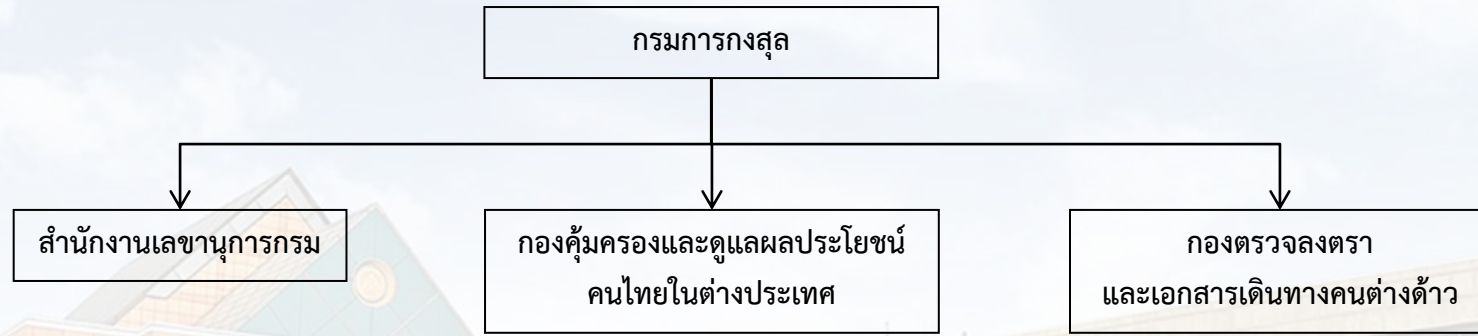 กรมการกงสุล
สำนักงานเลขานุการกรม
กองคุ้มครองและดูแลผลประโยชน์
คนไทยในต่างประเทศ
กองตรวจลงตรา
และเอกสารเดินทางคนต่างด้าว